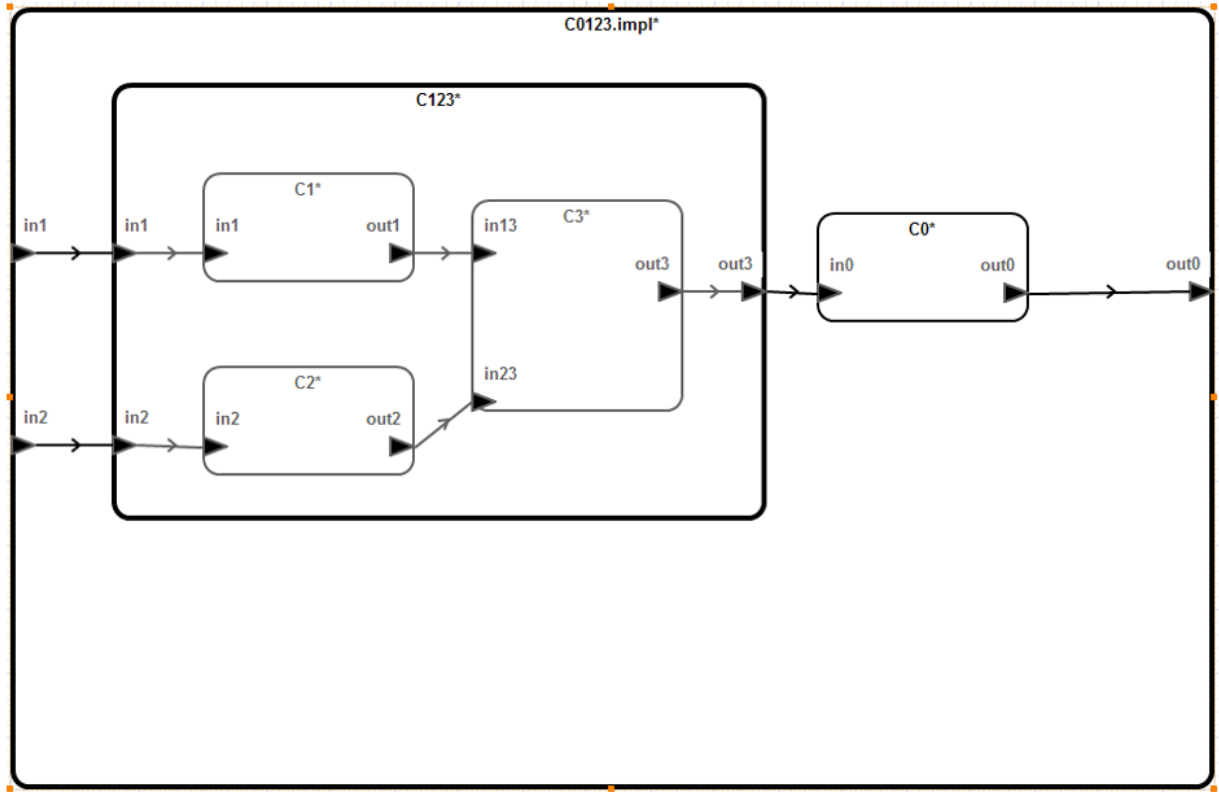 C0123.impl*
C123*
C1*
C3*
C0*
in1
in1
in1
out1
in13
out3
out3
in0
out0
out0
C2*
in23
in2
in2
in2
out2